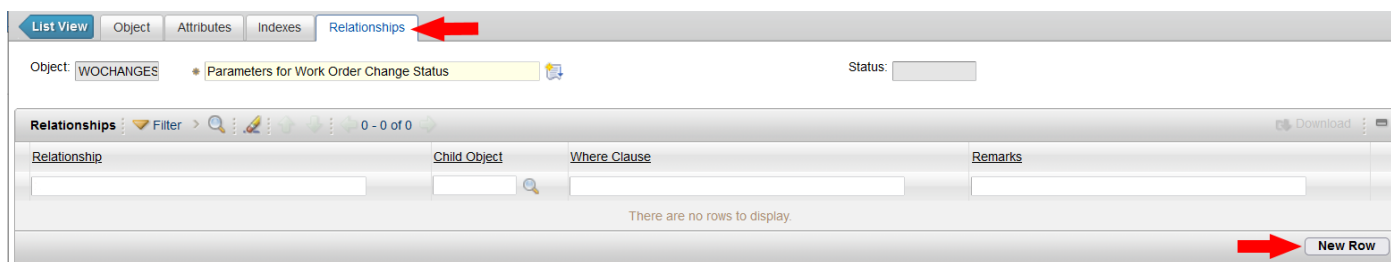 List View Object Attributes Indexes Relationships
Object: WOCHANGES * Parameters for Work Order Change Status Status:
Relationships Filter > 0 - 0 of 0 Download
Relationship Child Object Where Clause Remarks
There are no rows to display.
New Row